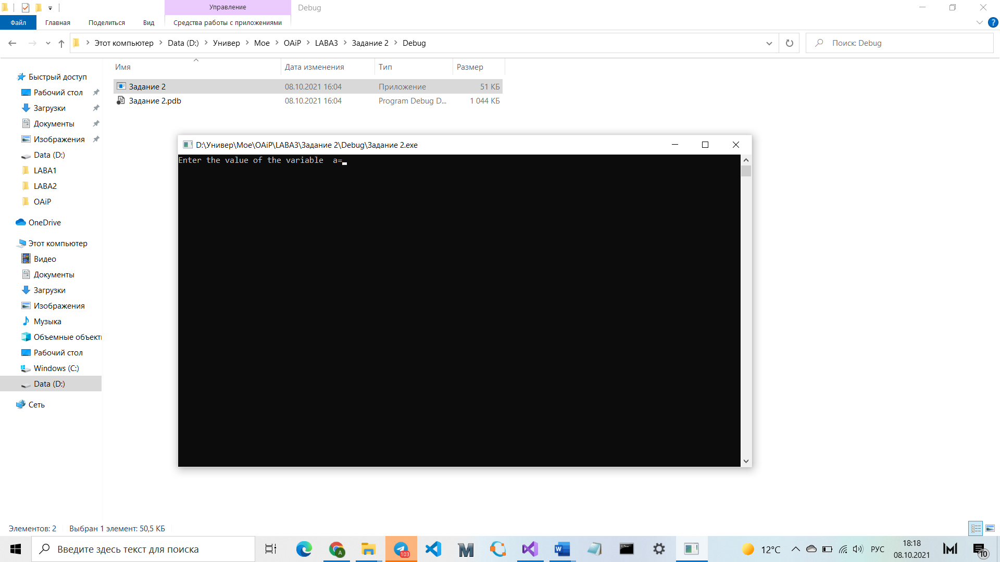 Управление
Debug
Файл
Главная
Поделиться
Вид
Средства работы с приложениями
Этот компьютер
Data (D:)
Универ
Мое
OAiP
LABA3
Задание 2
Debug
Поиск: Debug
Имя
Дата изменения
Тип
Размер
Задание 2
08.10.2021 16:04
Приложение
51 КБ
Задание 2.pdb
08.10.2021 16:04
Program Debug D...
1 044 КБ
Быстрый доступ
Рабочий стол
Загрузки
Документы
Изображения
Data (D:)
LABA1
LABA2
OAiP
OneDrive
Этот компьютер
Видео
Документы
Загрузки
Изображения
Музыка
Объемные объект
Рабочий стол
Windows (C:)
Data (D:)
Сеть
D:\Универ\Мое\OAiP\LABA3\Задание 2\Debug\Задание 2.exe
Enter the value of the variable  a=
Элементов: 2
Выбран 1 элемент: 50,5 КБ
Введите здесь текст для поиска
103
12°C
РУС
18:18
08.10.2021
10